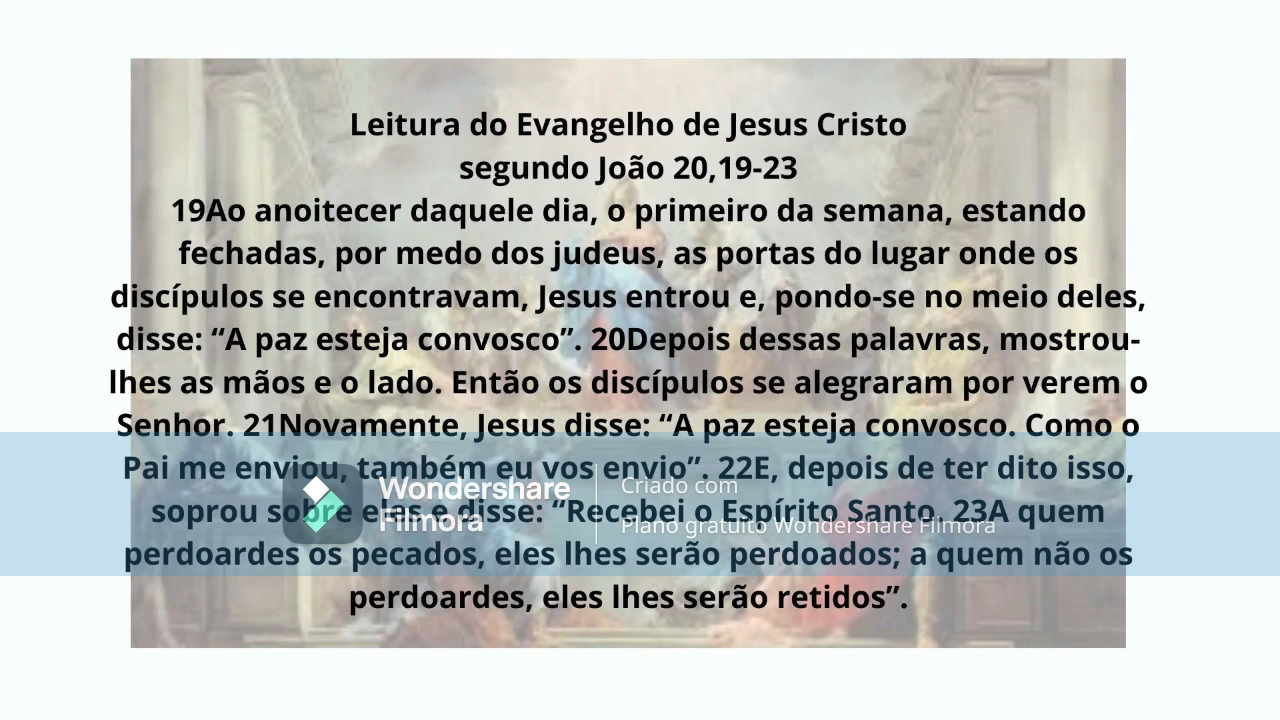 Leitura do Evangelho de Jesus Cristo
segundo João 20,19-23
19Ao anoitecer daquele dia, o primeiro da semana, estando
fechadas, por medo dos judeus, as portas do lugar onde os
discípulos se encontravam, Jesus entrou e, pondo-se no meio deles,
disse: “A paz esteja convosco”. 20Depois dessas palavras, mostrou-
lhes as mãos e o lado. Então os discípulos se alegraram por verem o
Senhor. 21Novamente, Jesus disse: “A paz esteja convosco. Como o
Pai me enviou, também eu vos envio”. 22E, depois de ter dito isso,
soprou sobre eles e disse: “Recebei o Espírito Santo. 23A quem
perdoardes os pecados, eles lhes serão perdoados; a quem não os
perdoardes, eles lhes serão retidos”.
Wondershare
Filmora
Criado com
Plano gratuito Wondershare Filmora